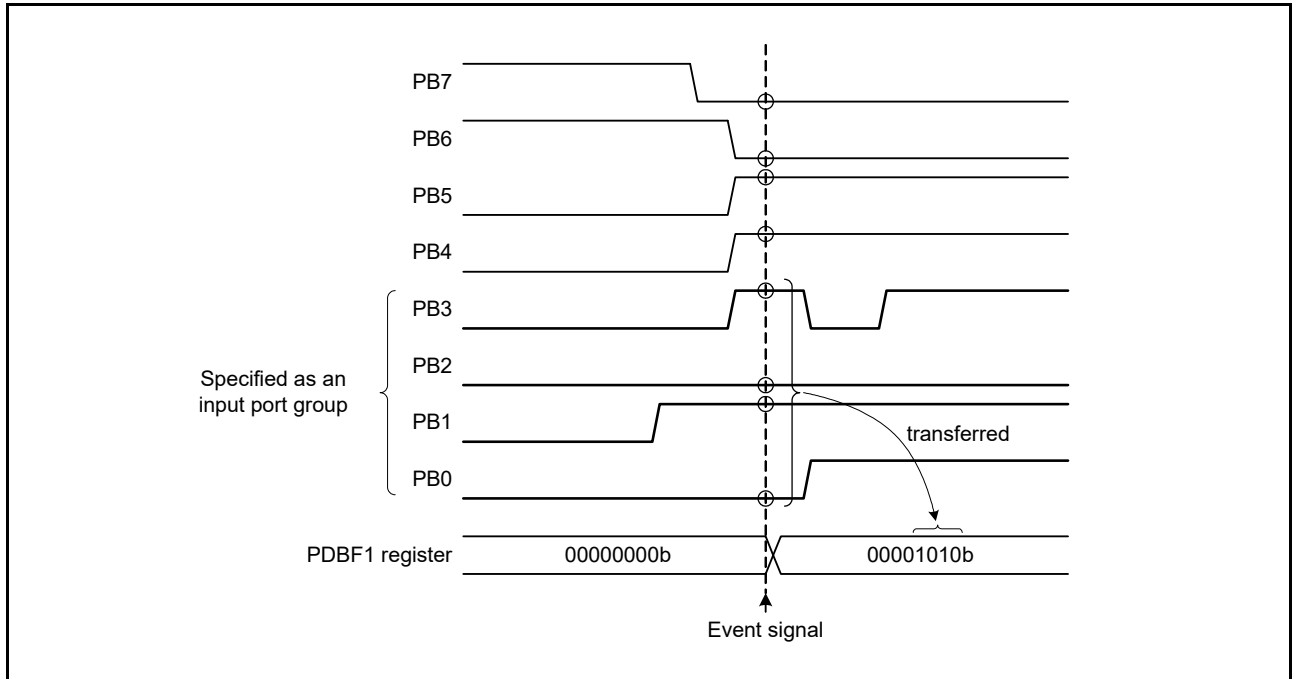 PB7
PB6
PB5
PB4
PB3
PB2
Specified as an
input port group
PB1
transferred
PB0
PDBF1 register
00000000b
00001010b
Event signal